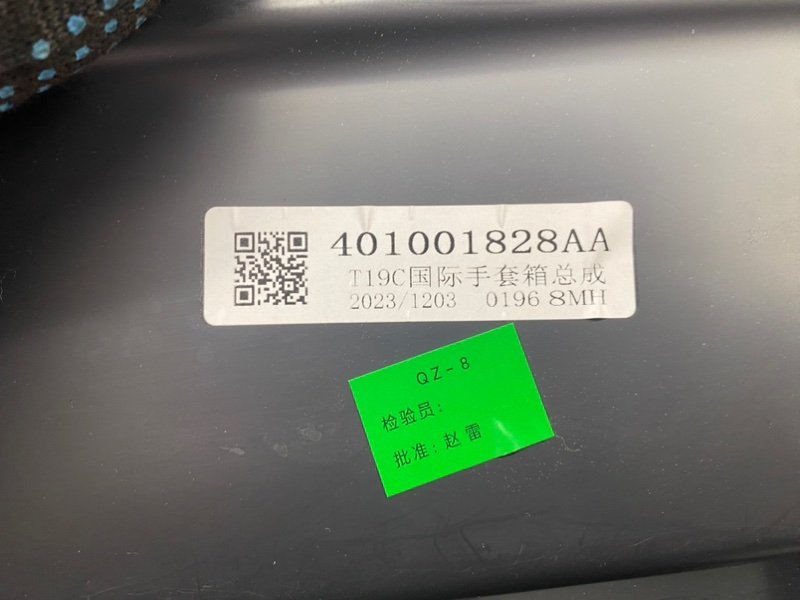 401001828AA
T19C国际手套箱总成
2023/1203 0196 8MH
QZ-8
检验员:
批准: 赵雷